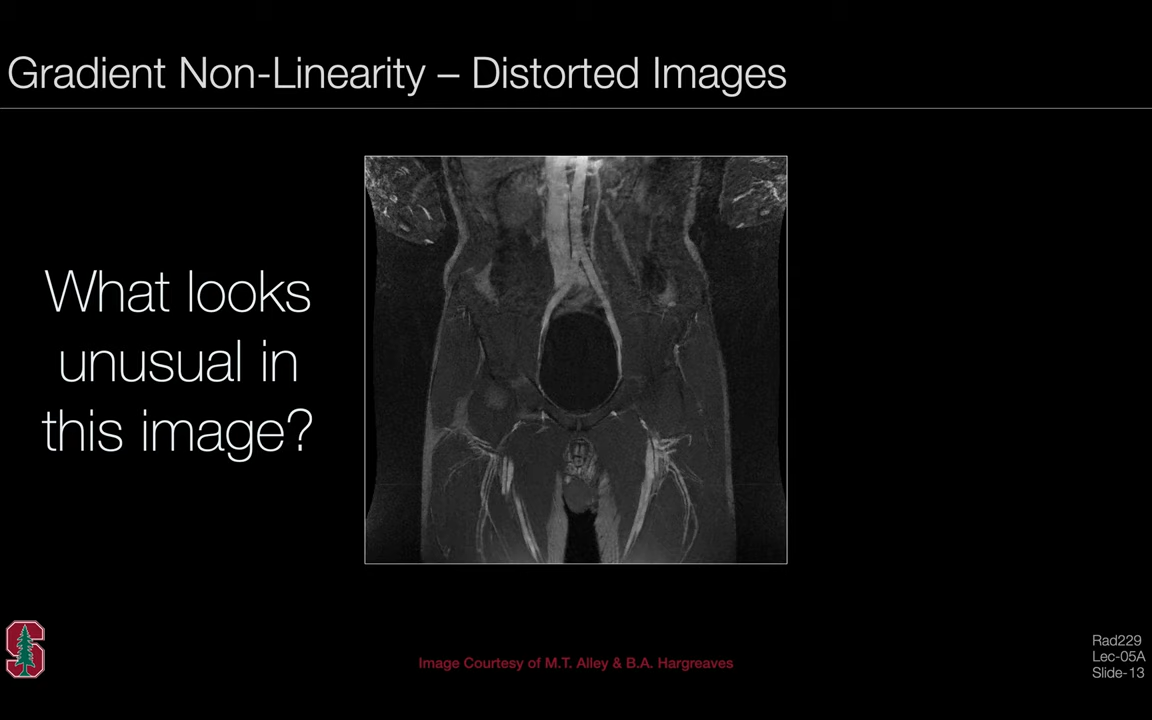 Gradient Non-Linearity – Distorted Images
What looks
unusual in
this image?
Image Courtesy of M.T. Alley & B.A. Hargreaves
Rad229
Lec-05A
Slide-13